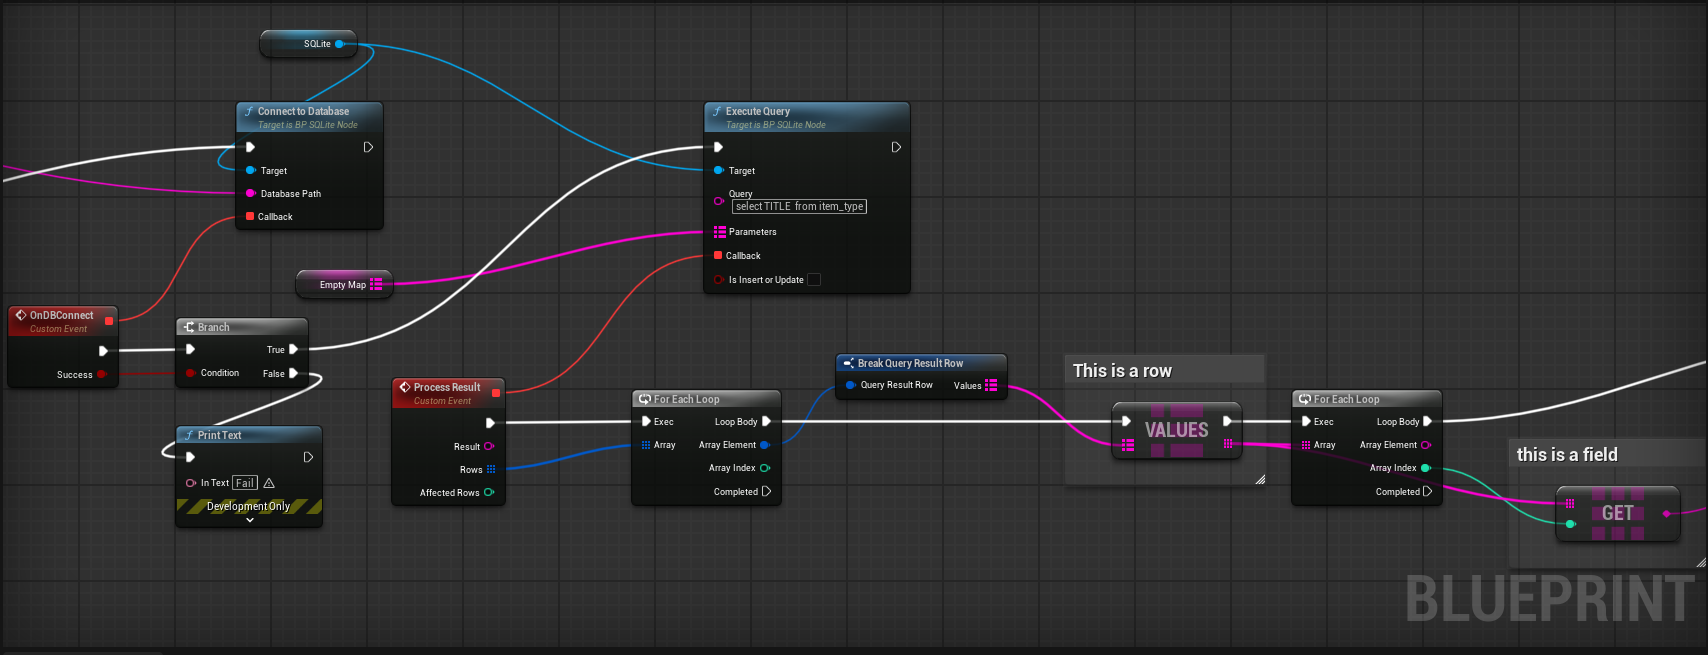 SQLite
Connect to Database
Target is BP SQLite Node
Target
Database Path
Callback
Execute Query
Target is BP SQLite Node
Target
Query
select TITLE from item_type
Parameters
Callback
Is Insert or Update
Empty Map
OnDBConnect
Custom Event
Success
Branch
True
Condition
False
Print Text
In Text Fail
Development Only
Process Result
Custom Event
Result
Rows
Affected Rows
For Each Loop
Exec
Loop Body
Array
Array Element
Array Index
Completed
Break Query Result Row
Query Result Row
Values
This is a row
VALUES
For Each Loop
Exec
Loop Body
Array
Array Element
Array Index
Completed
this is a field
GET
BLUEPRINT